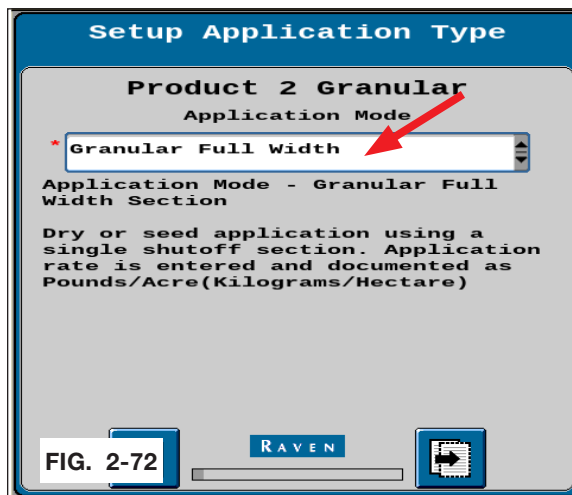 Setup Application Type
Product 2 Granular
Application Mode
* Granular Full Width
Application Mode - Granular Full
Width Section
Dry or seed application using a
single shutoff section. Application
rate is entered and documented as
Pounds/Acre(Kilograms/Hectare)
RAVEN
FIG. 2-72